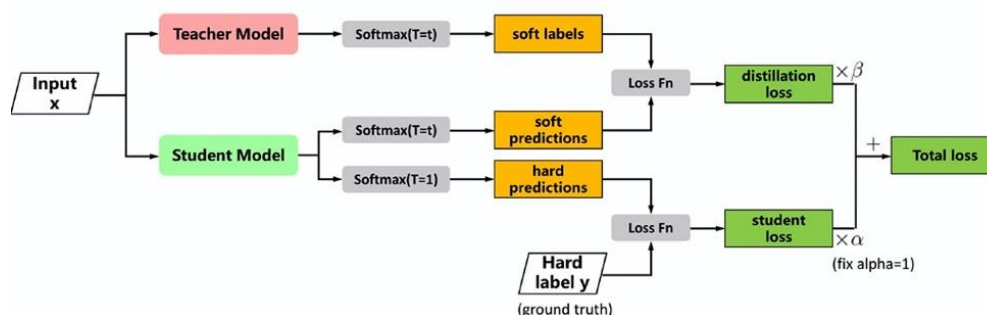 Teacher Model
Softmax(T=t)
soft labels
Input
x
Loss Fn
distillation
loss
×β
Student Model
Softmax(T=t)
soft
predictions
+
Total loss
Softmax(T=1)
hard
predictions
Loss Fn
student
loss
×α
(fix alpha=1)
Hard
label y
(ground truth)